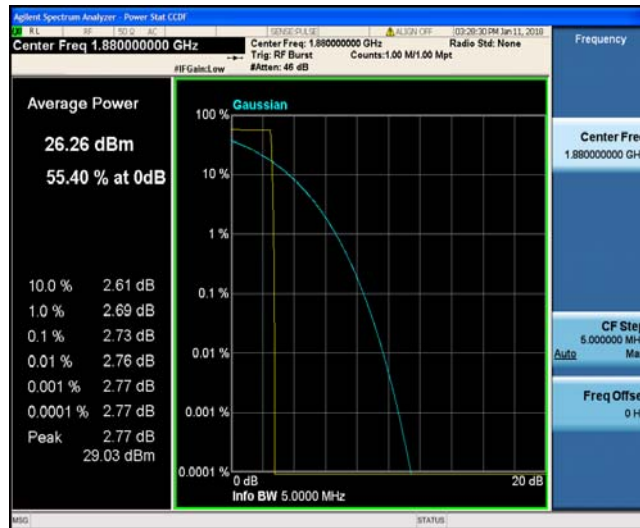 Agilent Spectrum Analyzer - Power Stat CCDF
RL RF 50 Ω AC SENSE:PULSE ALIGN OFF 03:28:30 PM Jan 11, 2018
Center Freq 1.880000000 GHz
Center Freq: 1.880000000 GHz Radio Std: None
Trig: RF Burst Counts:1.00 M/1.00 Mpt
#IFGain:Low #Atten: 46 dB
Frequency
Average Power
26.26 dBm
55.40 % at 0dB
10.0 % 2.61 dB
1.0 % 2.69 dB
0.1 % 2.73 dB
0.01 % 2.76 dB
0.001 % 2.77 dB
0.0001 % 2.77 dB
Peak 2.77 dB
29.03 dBm
Gaussian
100 %
10 %
1 %
0.1 %
0.01 %
0.001 %
0.0001 %
0 dB 20 dB
Info BW 5.0000 MHz
Center Fre
1.880000000 GH
CF Step
5.000000 MH
Auto Ma
Freq Offse
0 H
MSG STATUS